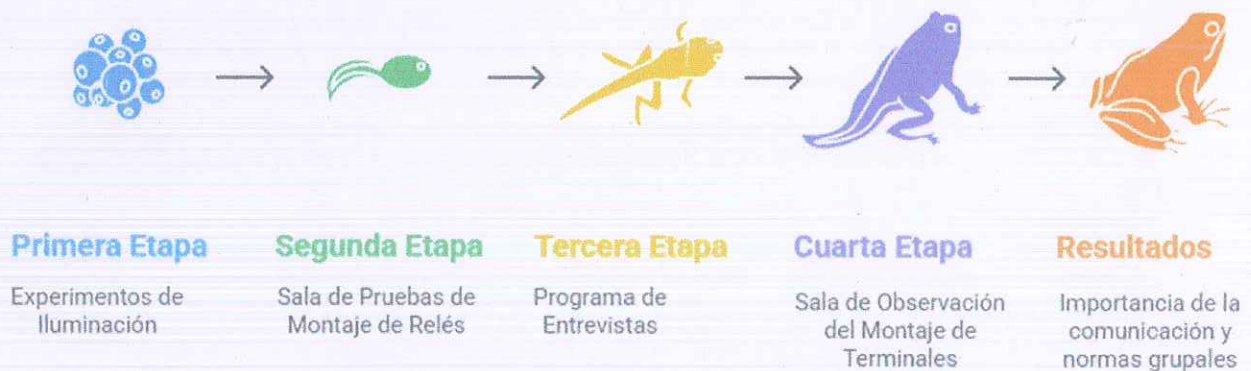 Primera Etapa
Experimentos de
Iluminación
Segunda Etapa
Sala de Pruebas de
Montaje de Relés
Tercera Etapa
Programa de
Entrevistas
Cuarta Etapa
Sala de Observación
del Montaje de
Terminales
Resultados
Importancia de la
comunicación y
normas grupales